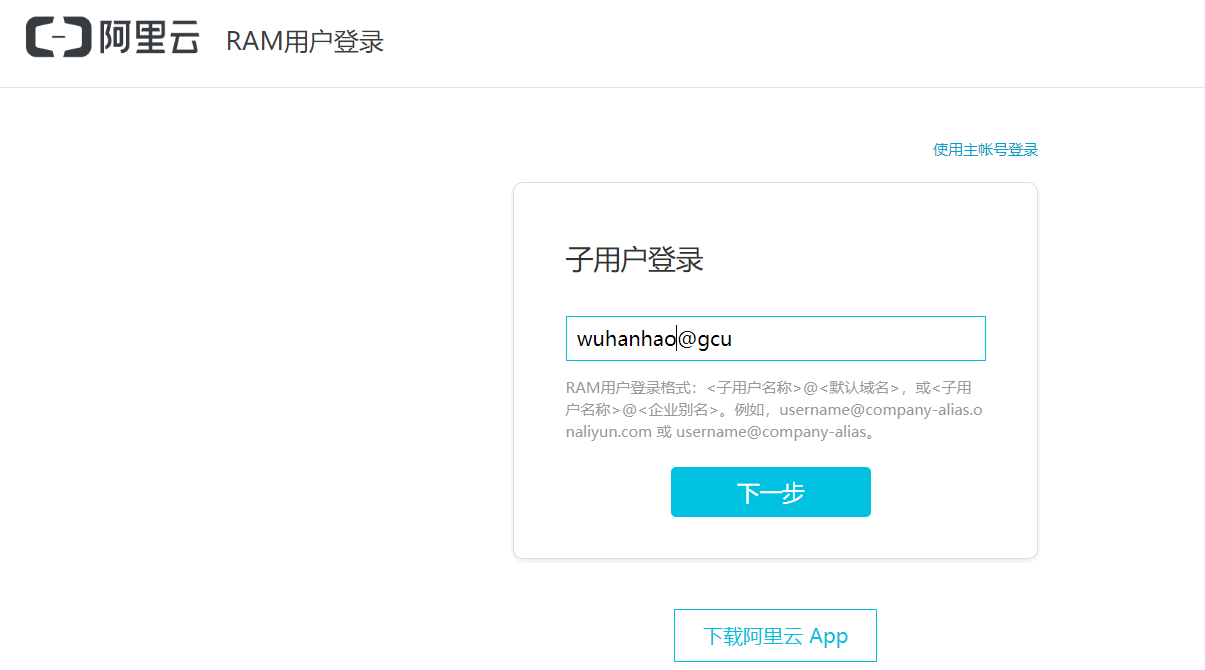 阿里云 RAM用户登录
使用主帐号登录
子用户登录
wuhanhao@gcu
RAM用户登录格式：<子用户名称>@<默认域名>，或<子用
户名称>@<企业别名>。例如，username@company-alias.o
naliyun.com 或 username@company-alias。
下一步
下载阿里云 App